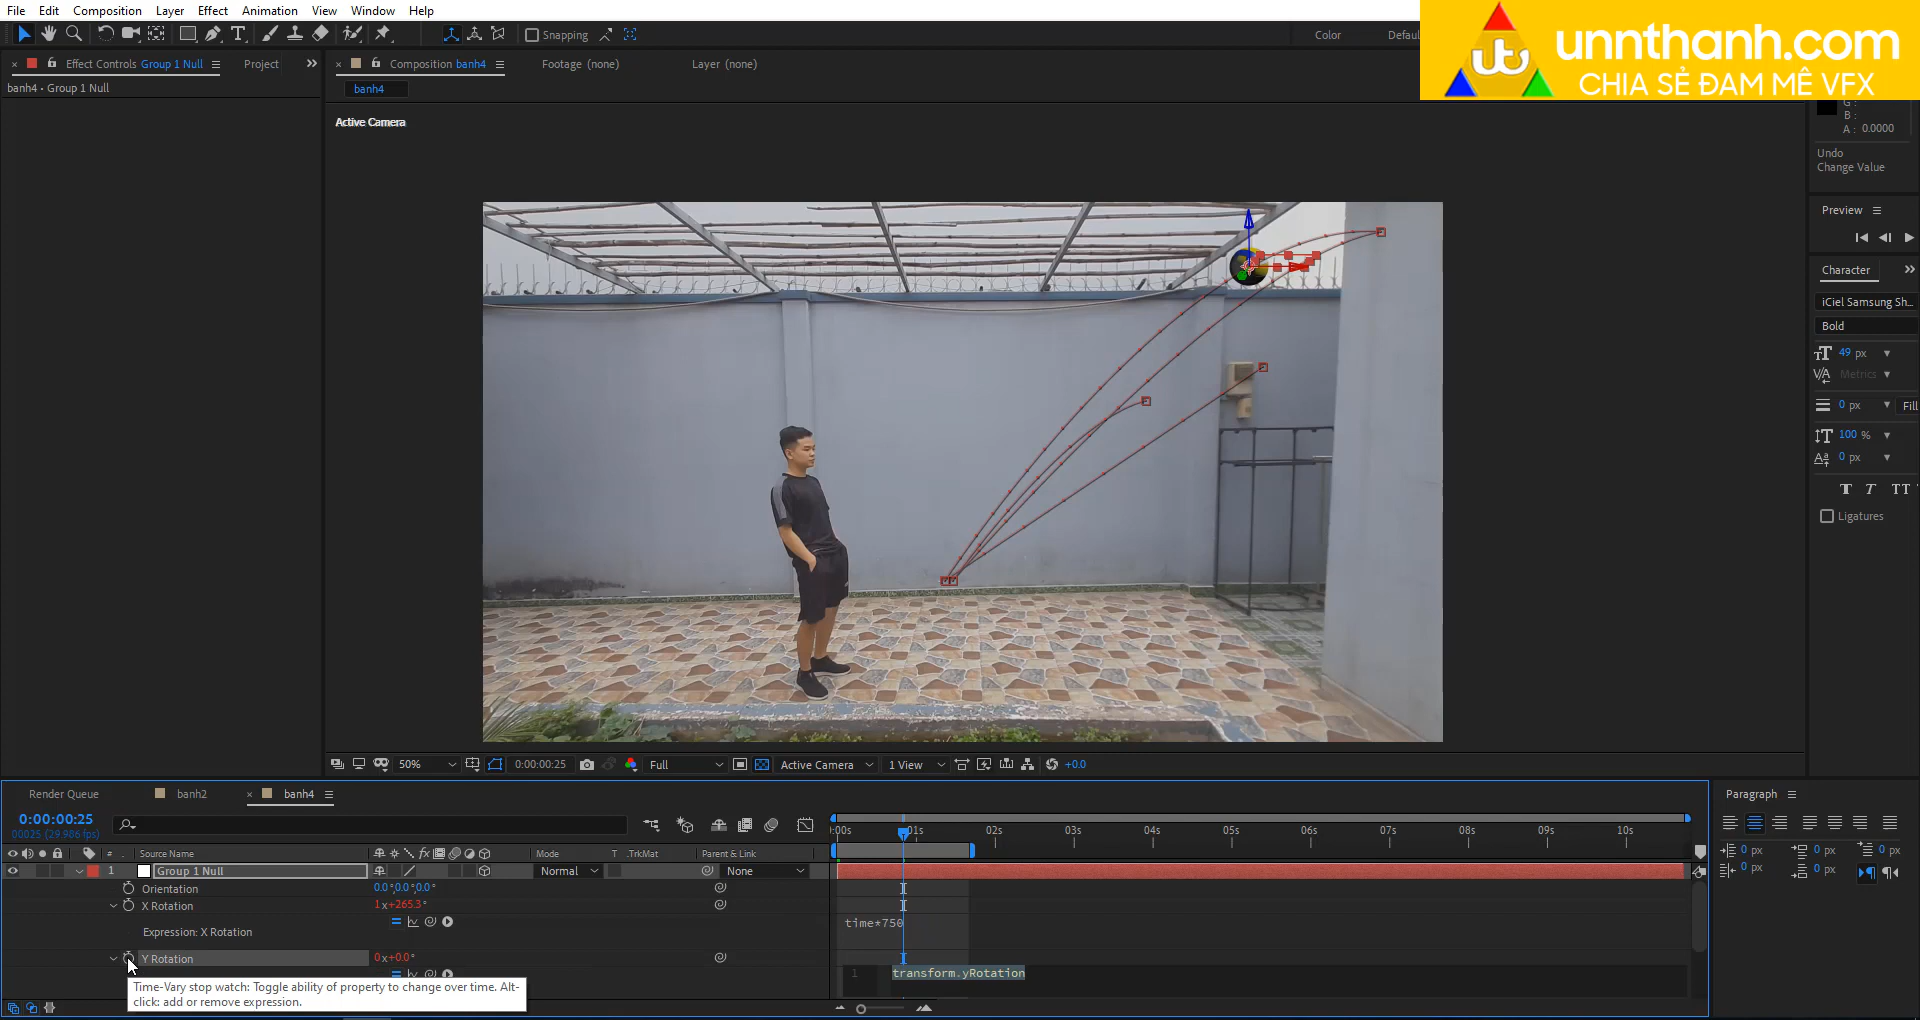 File Edit Composition Layer Effect Animation View Window Help
Snapping
Color
Defau
unnthanh.com
CHIA SẺ ĐAM MÊ VFX
Effect Controls Group 1 Null
Project
Composition banh4
Footage (none)
Layer (none)
banh4 • Group 1 Null
banh4
Active Camera
G :
B :
A : 0.0000
Undo
Change Value
Preview
Character
iCiel Samsung Sh...
Bold
49 px
Metrics
0 px
Fill
100 %
0 px
T T TT
Ligatures
50%
0:00:00:25
Full
Active Camera
1 View
+0.0
Render Queue
banh2
banh4
Paragraph
0:00:00:25
00025 (29.986 fps)
:00s 01s 02s 03s 04s 05s 06s 07s 08s 09s 10s
0 px 0 px 0 px
0 px 0 px
# Source Name Mode T .TrkMat Parent & Link
1 Group 1 Null Normal None
Orientation 0.0°,0.0°,0.0°
X Rotation 1x+265.3°
Expression: X Rotation
time*750
Y Rotation 0x+0.0°
1 transform.yRotation
Time-Vary stop watch: Toggle ability of property to change over time. Alt-
click: add or remove expression.